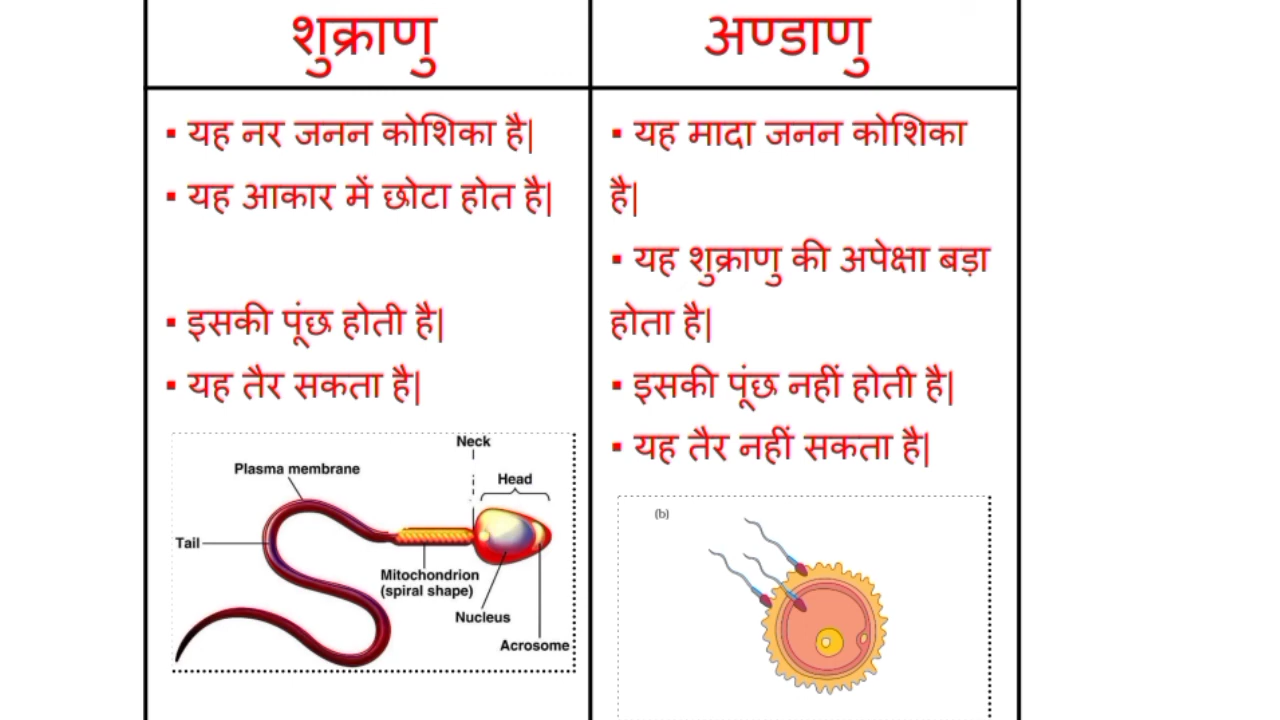 शुक्राणु
▪ यह नर जनन कोशिका है|
▪ यह आकार में छोटा होत है|
▪ इसकी पूंछ होती है|
▪ यह तैर सकता है|
Neck
Plasma membrane
Head
Tail
Mitochondrion
(spiral shape)
Nucleus
Acrosome
अण्डाणु
▪ यह मादा जनन कोशिका
है|
▪ यह शुक्राणु की अपेक्षा बड़ा
होता है|
▪ इसकी पूंछ नहीं होती है|
▪ यह तैर नहीं सकता है|
(b)